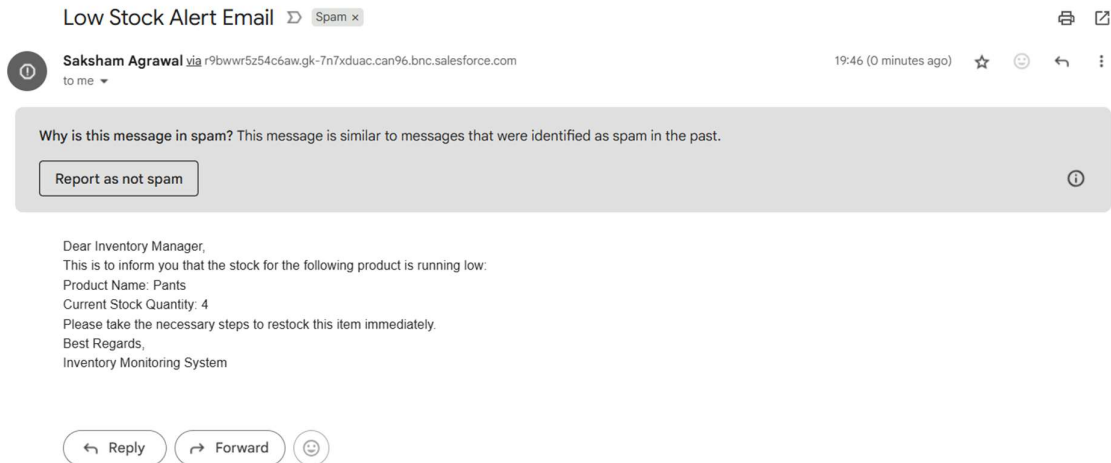 Low Stock Alert Email Spam ×
Saksham Agrawal via r9bwwr5z54c6aw.gk-7n7xduac.can96.bnc.salesforce.com 19:46 (0 minutes ago)
to me
Why is this message in spam? This message is similar to messages that were identified as spam in the past.
Report as not spam
Dear Inventory Manager,
This is to inform you that the stock for the following product is running low:
Product Name: Pants
Current Stock Quantity: 4
Please take the necessary steps to restock this item immediately.
Best Regards,
Inventory Monitoring System
Reply Forward